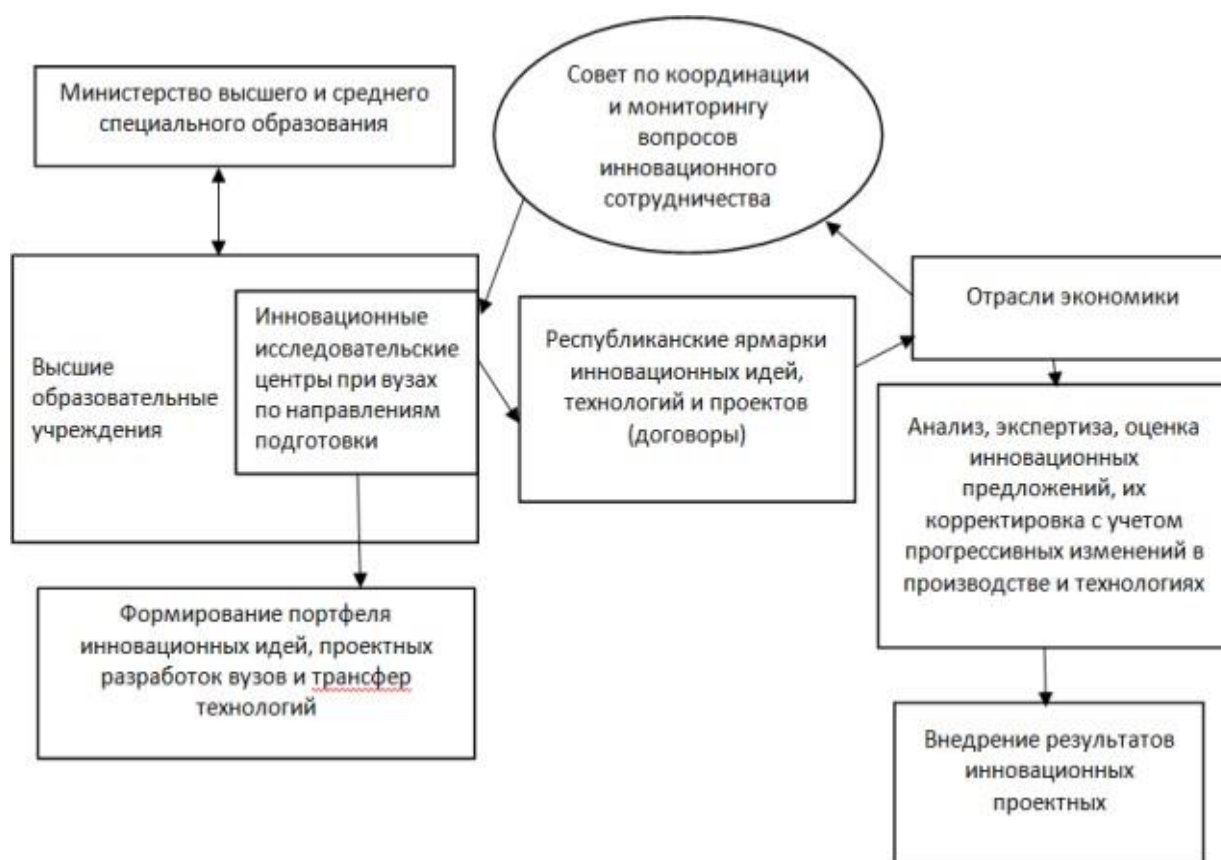 Министерство высшего и среднего
специального образования
Совет по координации
и мониторингу
вопросов
инновационного
сотрудничества
Высшие
образовательные
учреждения
Инновационные
исследовательские
центры при вузах
по направлениям
подготовки
Республиканские ярмарки
инновационных идей,
технологий и проектов
(договоры)
Отрасли экономики
Анализ, экспертиза, оценка
инновационных
предложений, их
корректировка с учетом
прогрессивных изменений в
производстве и технологиях
Формирование портфеля
инновационных идей, проектных
разработок вузов и трансфер
технологий
Внедрение результатов
инновационных
проектных